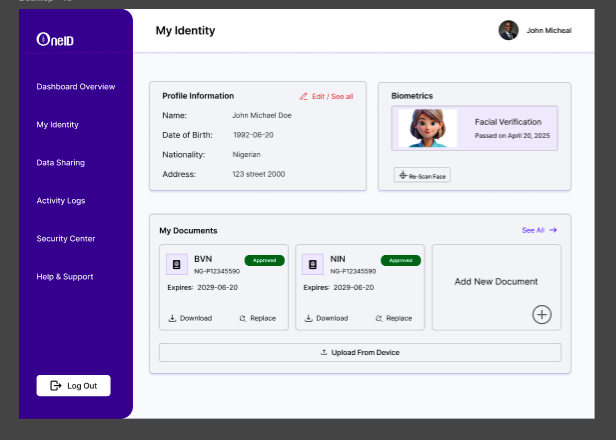 OneID
My Identity
John Micheal
Dashboard Overview
My Identity
Data Sharing
Activity Logs
Security Center
Help & Support
Log Out
Profile Information
Edit / See all
Name: John Michael Doe
Date of Birth: 1992-06-20
Nationality: Nigerian
Address: 123 street 2000
Biometrics
Facial Verification
Passed on April 20, 2025
Re-Scan Face
My Documents
See All
BVN
Approved
NG-P12345590
Expires: 2029-06-20
Download
Replace
NIN
Approved
NG-P12345590
Expires: 2029-06-20
Download
Replace
Add New Document
Upload From Device